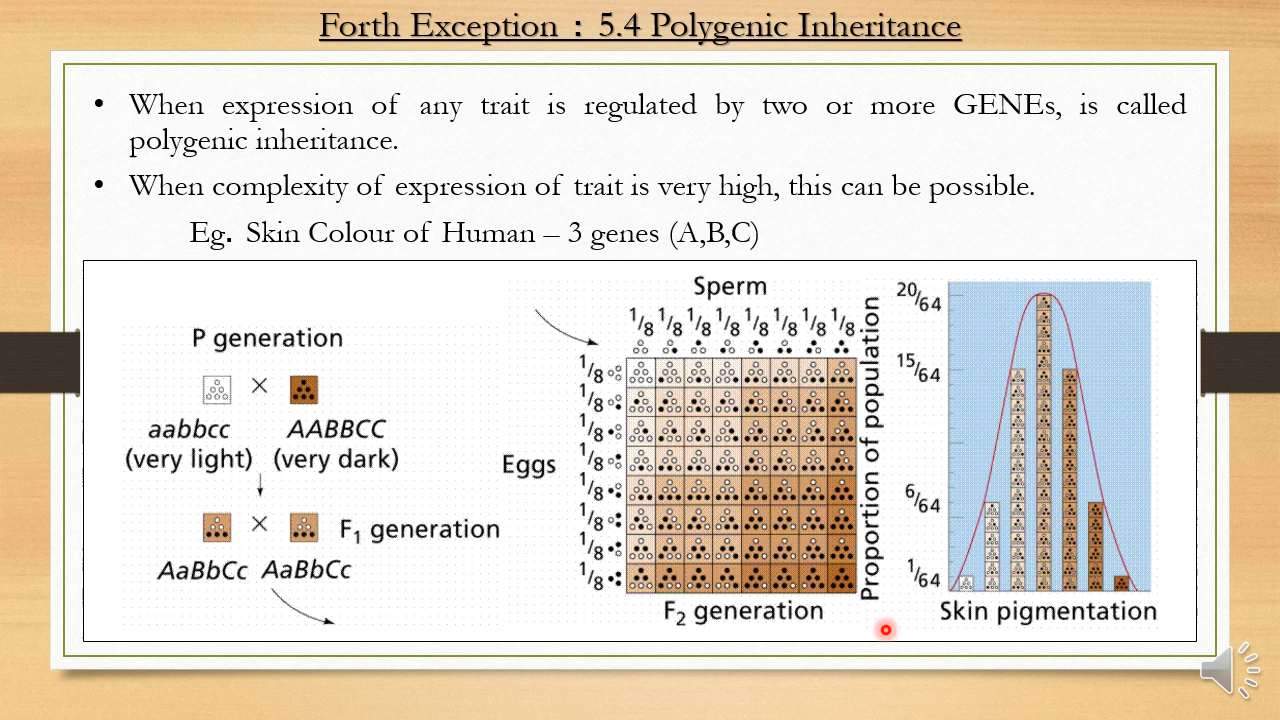 Forth Exception : 5.4 Polygenic Inheritance
• When expression of any trait is regulated by two or more GENEs, is called
polygenic inheritance.
• When complexity of expression of trait is very high, this can be possible.
Eg. Skin Colour of Human – 3 genes (A,B,C)
P generation
×
aabbcc AABBCC
(very light) (very dark)
× F1 generation
AaBbCc AaBbCc
Sperm
1/8 1/8 1/8 1/8 1/8 1/8 1/8 1/8
Eggs
1/8
1/8
1/8
1/8
1/8
1/8
1/8
1/8
F2 generation
Proportion of population
20/64
15/64
6/64
1/64
Skin pigmentation